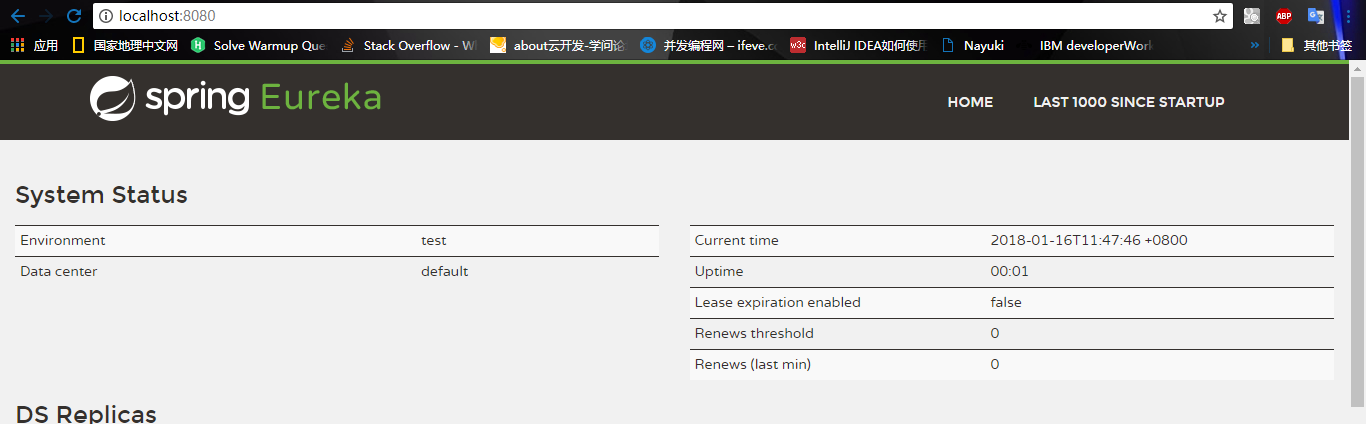 localhost:8080
应用 国家地理中文网 Solve Warmup Que Stack Overflow - W about云开发-学问论 并发编程网 – ifeve.co IntelliJ IDEA如何使用 Nayuki IBM developerWork 其他书签
spring Eureka HOME LAST 1000 SINCE STARTUP
System Status
Environment test
Data center default
Current time 2018-01-16T11:47:46 +0800
Uptime 00:01
Lease expiration enabled false
Renews threshold 0
Renews (last min) 0
DS Replicas